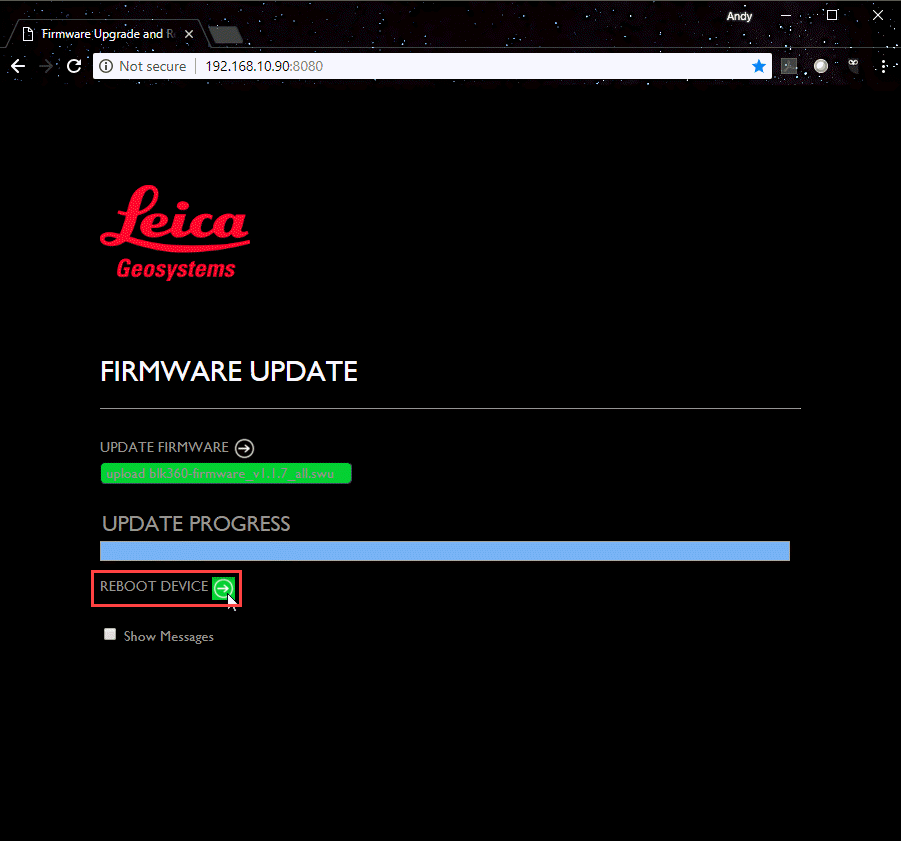 Andy
Firmware Upgrade and R
Not secure
192.168.10.90:8080
Leica
Geosystems
FIRMWARE UPDATE
UPDATE FIRMWARE
upload hlk360-firmware_v1.1.7_all.swu
UPDATE PROGRESS
REBOOT DEVICE
Show Messages